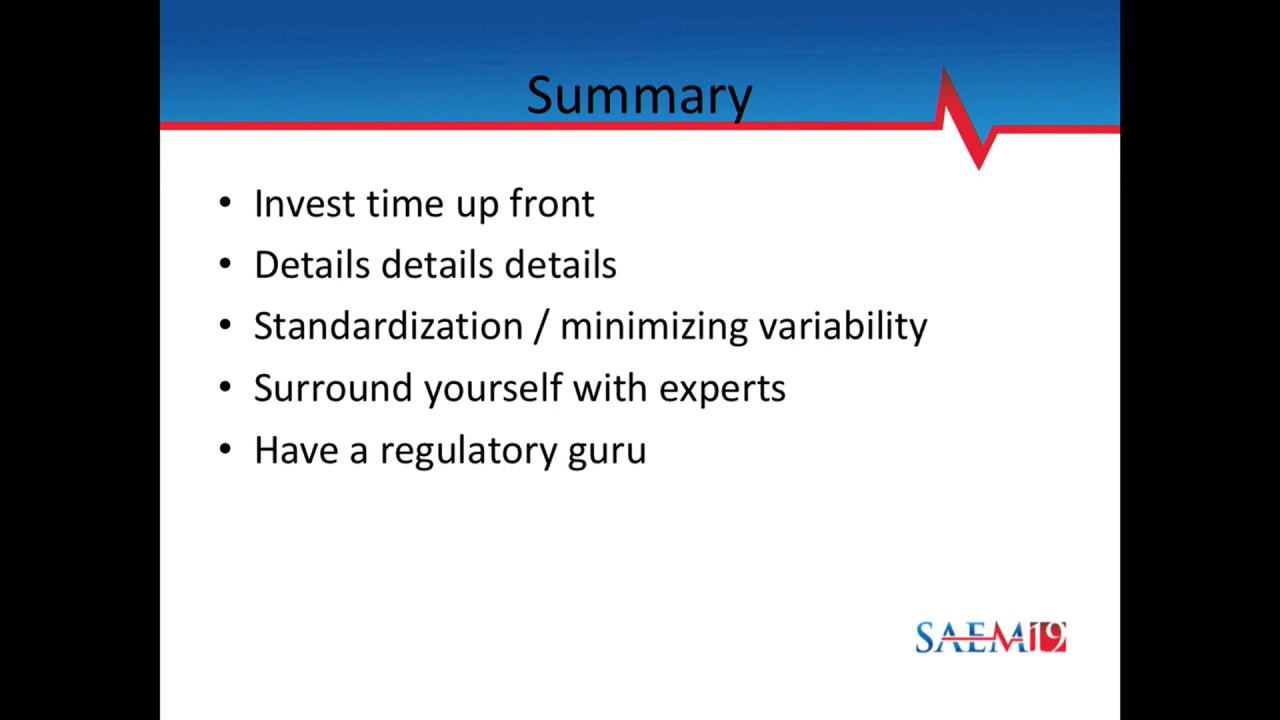 Summary
• Invest time up front
• Details details details
• Standardization / minimizing variability
• Surround yourself with experts
• Have a regulatory guru
SAEM19